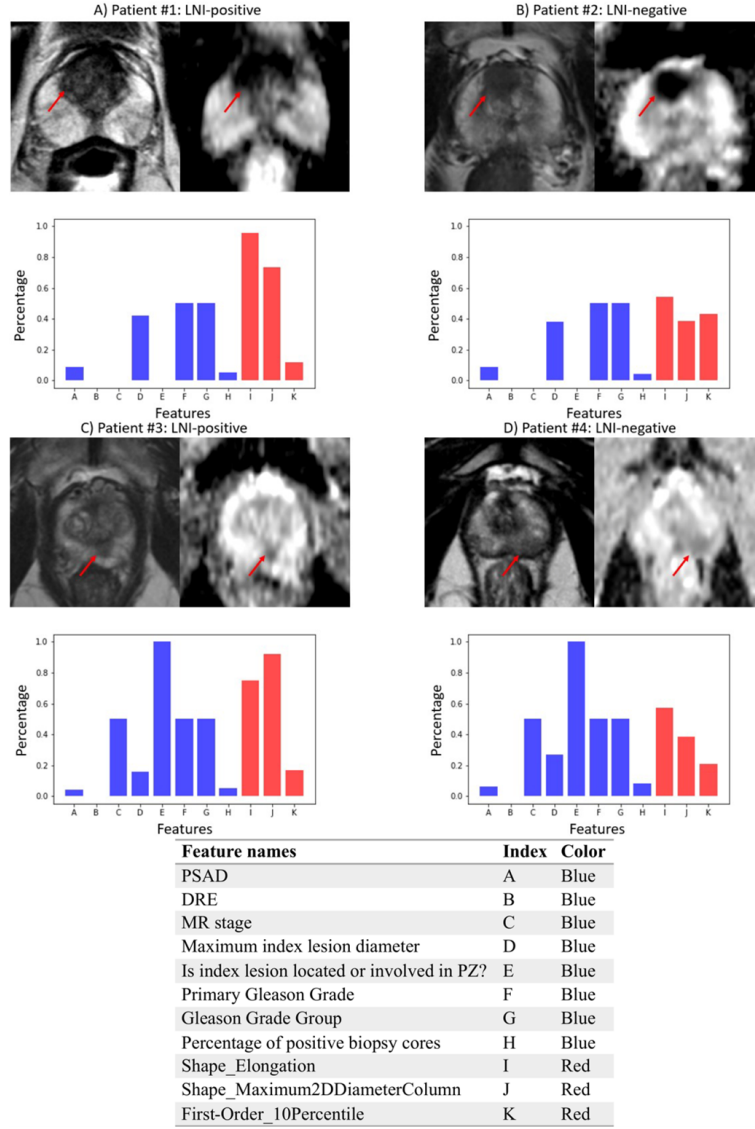 A) Patient #1: LNI-positive
B) Patient #2: LNI-negative
1.0
0.8
0.6
0.4
0.2
0.0
Percentage
A B C D E F G H I J K
Features
1.0
0.8
0.6
0.4
0.2
0.0
Percentage
A B C D E F G H I J K
Features
C) Patient #3: LNI-positive
D) Patient #4: LNI-negative
1.0
0.8
0.6
0.4
0.2
0.0
Percentage
A B C D E F G H I J K
Features
1.0
0.8
0.6
0.4
0.2
0.0
Percentage
A B C D E F G H I J K
Features
Feature names Index Color
PSAD A Blue
DRE B Blue
MR stage C Blue
Maximum index lesion diameter D Blue
Is index lesion located or involved in PZ? E Blue
Primary Gleason Grade F Blue
Gleason Grade Group G Blue
Percentage of positive biopsy cores H Blue
Shape_Elongation I Red
Shape_Maximum2DDiameterColumn J Red
First-Order_10Percentile K Red